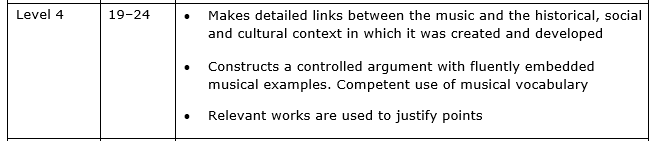 Level 4 19–24 • Makes detailed links between the music and the historical, social
and cultural context in which it was created and developed
• Constructs a controlled argument with fluently embedded
musical examples. Competent use of musical vocabulary
• Relevant works are used to justify points